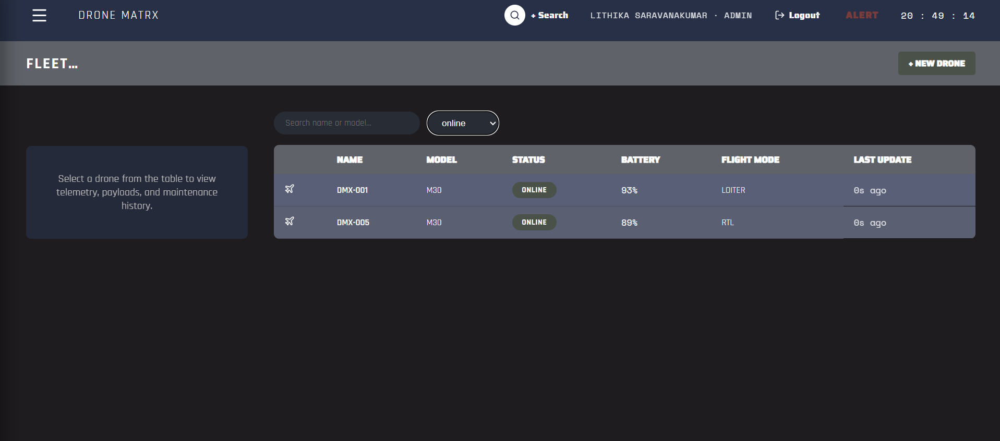 DRONE MATRX
+ Search
LITHIKA SARAVANAKUMAR · ADMIN
Logout
ALERT
20 : 49 : 14
FLEET...
+ NEW DRONE
Search name or model...
online
Select a drone from the table to view
telemetry, payloads, and maintenance
history.
NAME MODEL STATUS BATTERY FLIGHT MODE LAST UPDATE
DMX-001 M30 ONLINE 93% LOITER 0s ago
DMX-005 M30 ONLINE 89% RTL 0s ago